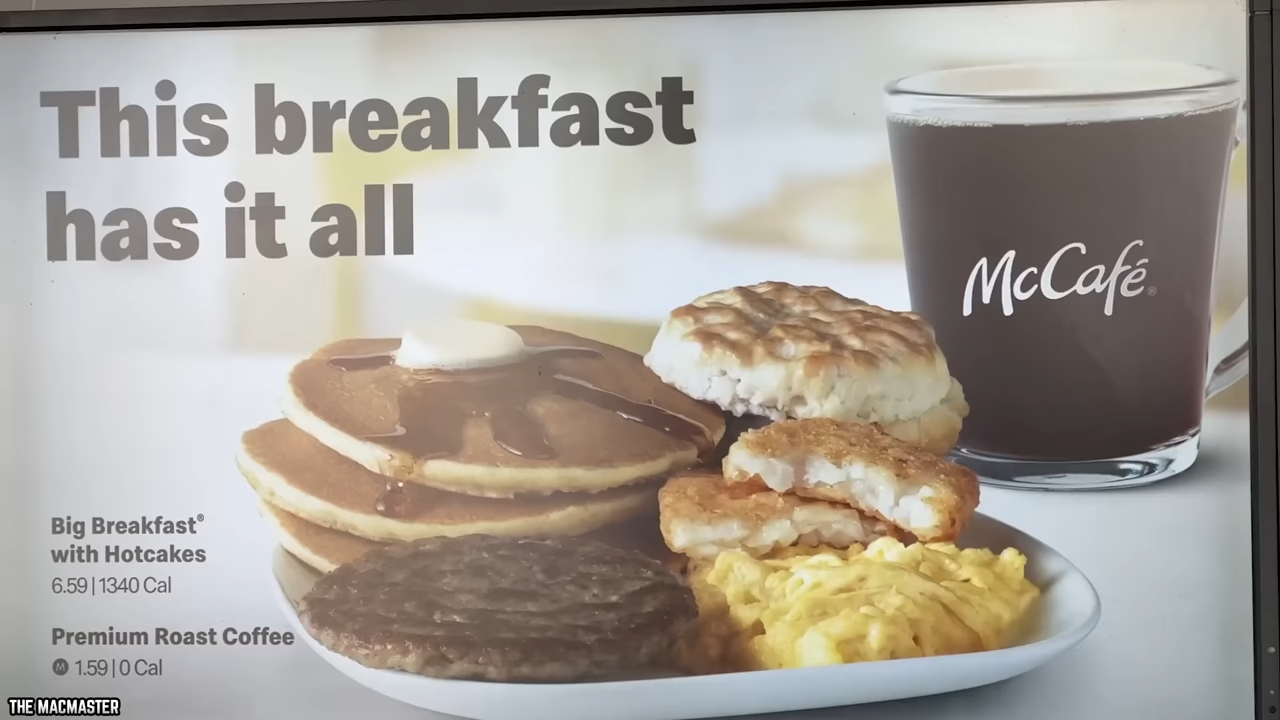 This breakfast
has it all
McCafé®
Big Breakfast®
with Hotcakes
6.59 | 1340 Cal
Premium Roast Coffee
M 1.59 | 0 Cal
THE MACMASTER